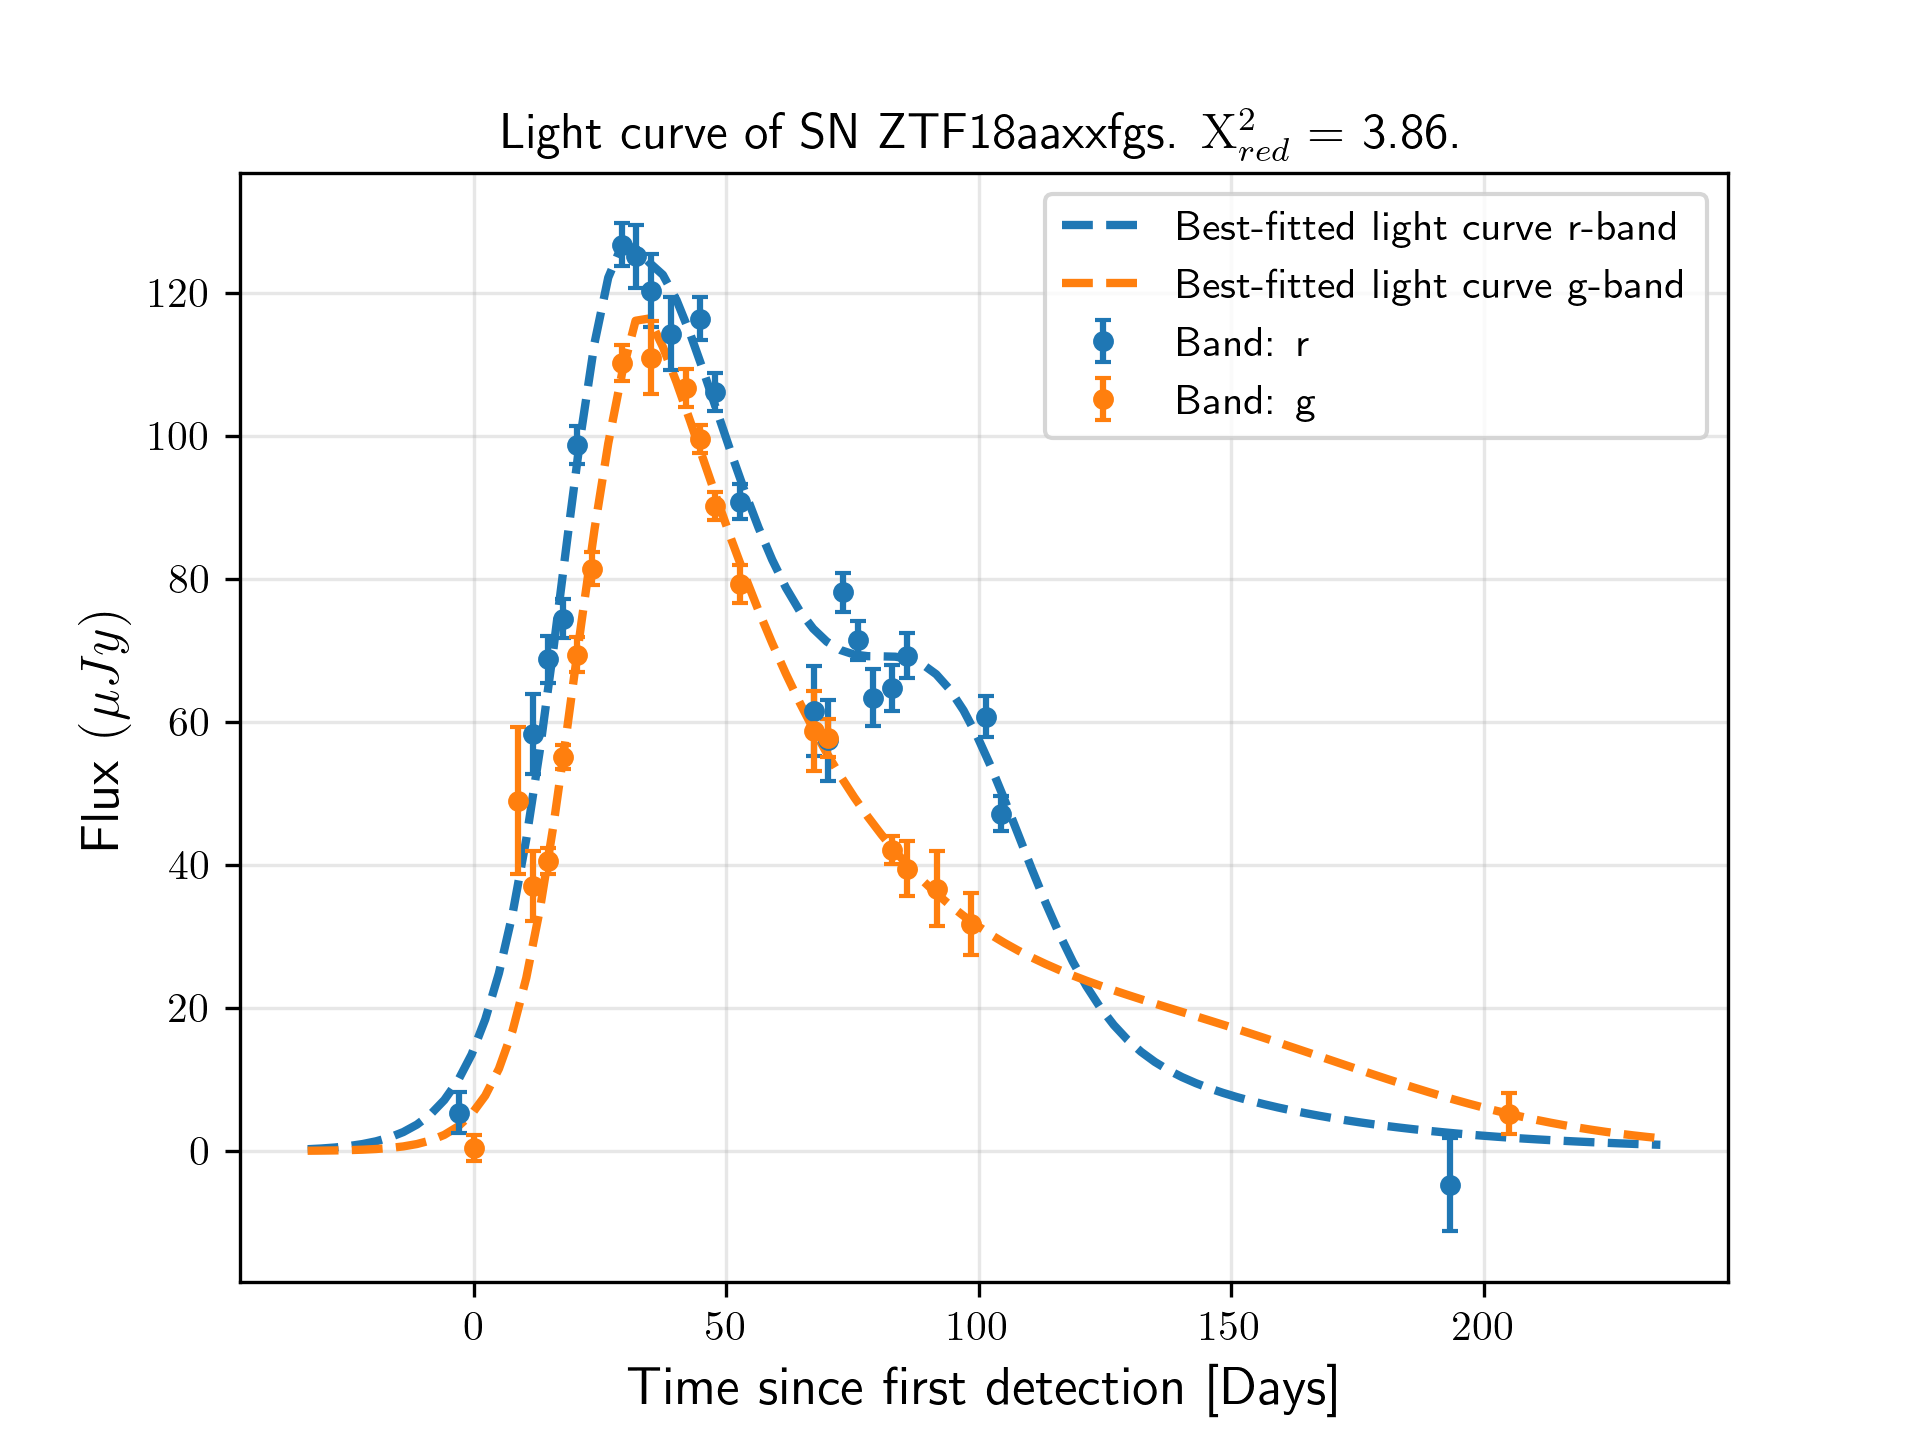 Light curve of SN ZTF18aaxxfgs. X²_red = 3.86.
Best-fitted light curve r-band
Best-fitted light curve g-band
Band: r
Band: g
Flux (μJy)
120
100
80
60
40
20
0
0 50 100 150 200
Time since first detection [Days]